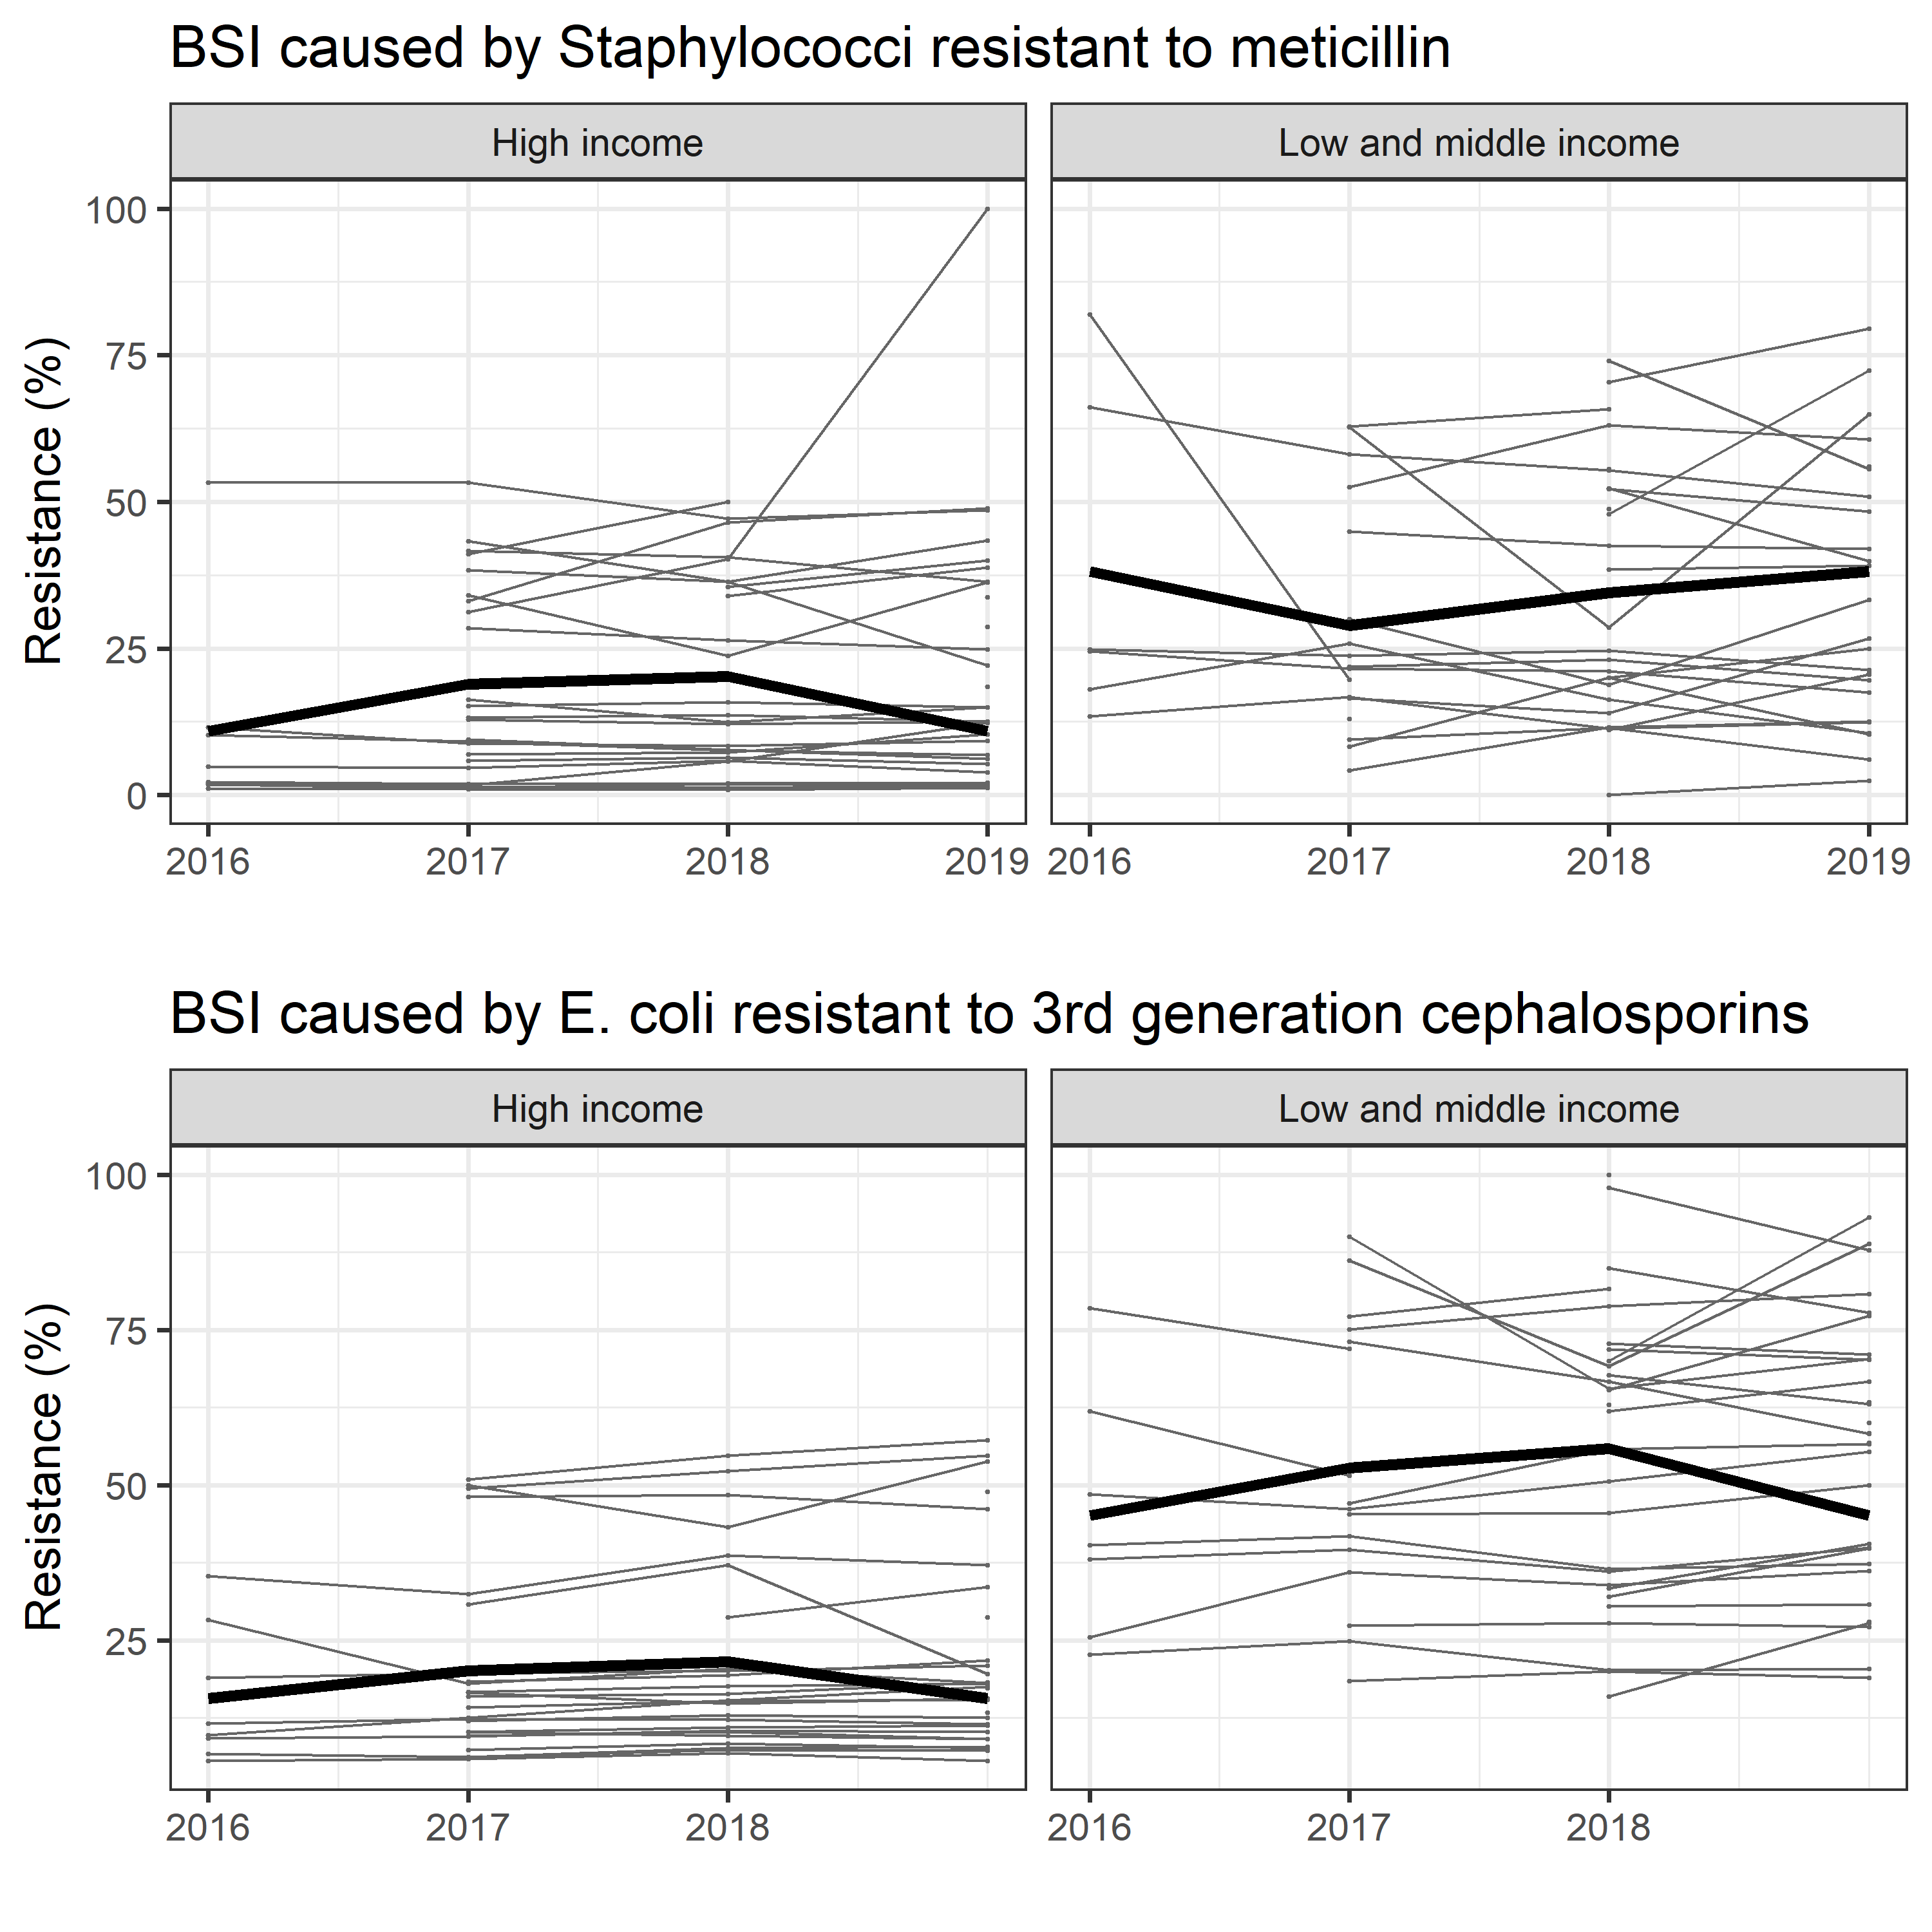 BSI caused by Staphylococci resistant to meticillin
High income
Low and middle income
Resistance (%)
100
75
50
25
0
2016 2017 2018 2019 2016 2017 2018 2019
BSI caused by E. coli resistant to 3rd generation cephalosporins
High income
Low and middle income
Resistance (%)
100
75
50
25
2016 2017 2018 2016 2017 2018